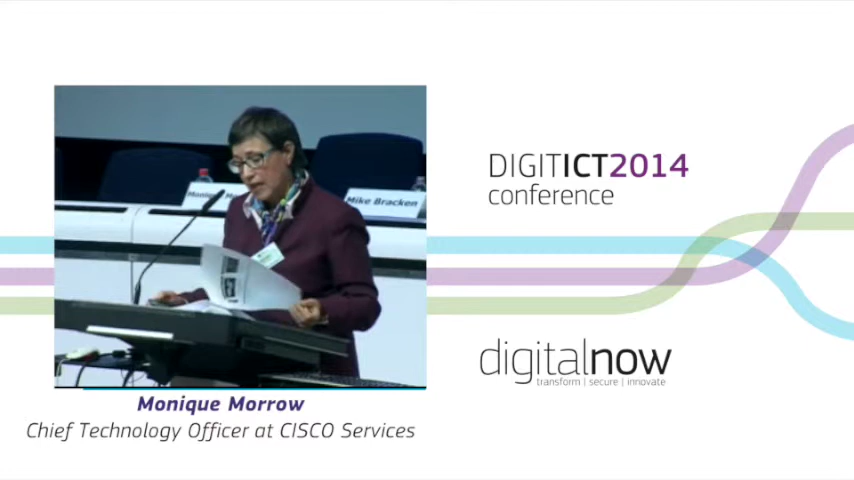 DIGITICT2014
conference
Mike Bracken
digitalnow
transform | secure | innovate
Monique Morrow
Chief Technology Officer at CISCO Services